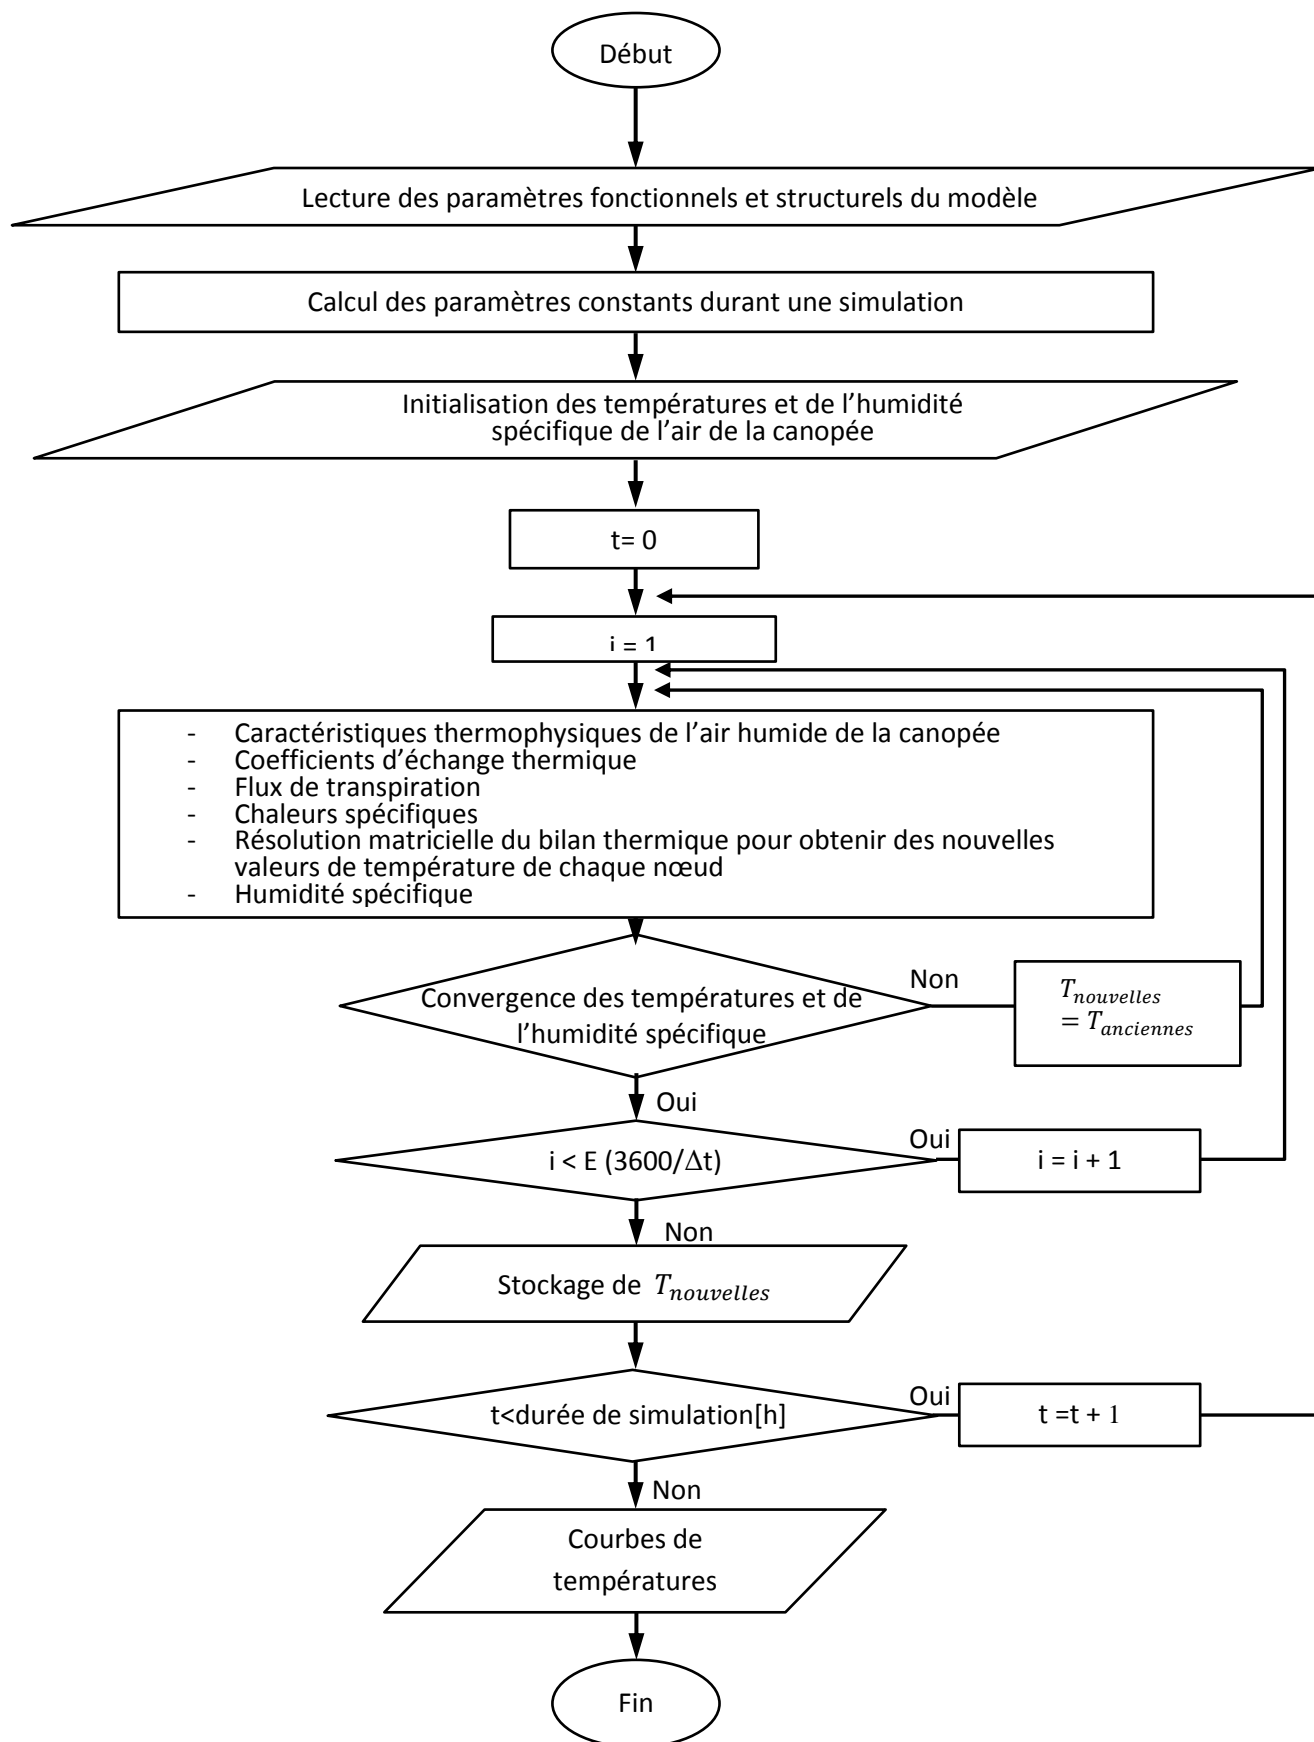 Début
Lecture des paramètres fonctionnels et structurels du modèle
Calcul des paramètres constants durant une simulation
Initialisation des températures et de l’humidité
spécifique de l’air de la canopée
t= 0
i = 1
- Caractéristiques thermophysiques de l’air humide de la canopée
- Coefficients d’échange thermique
- Flux de transpiration
- Chaleurs spécifiques
- Résolution matricielle du bilan thermique pour obtenir des nouvelles
valeurs de température de chaque nœud
- Humidité spécifique
Convergence des températures et de
l’humidité spécifique
Non
T_nouvelles
= T_anciennes
Oui
i < E (3600/Δt)
Oui
i = i + 1
Non
Stockage de T_nouvelles
t<durée de simulation[h]
Oui
t =t + 1
Non
Courbes de
températures
Fin